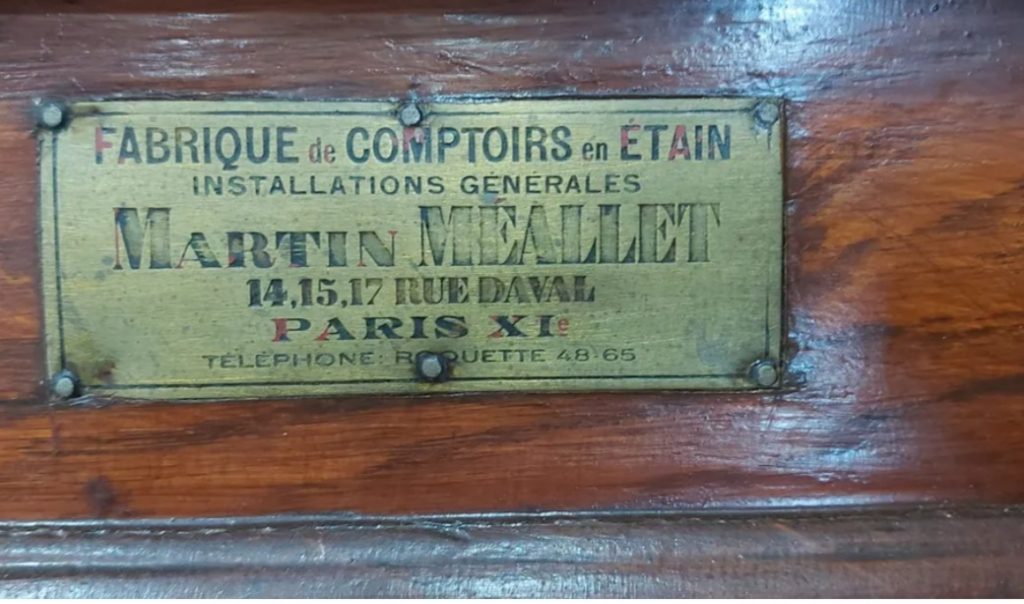 FABRIQUE de COMPTOIRS en ÉTAIN
INSTALLATIONS GÉNÉRALES
MARTIN MÉALLET
14,15,17 RUE DAVAL
PARIS XIe
TÉLÉPHONE: ROQUETTE 48-65